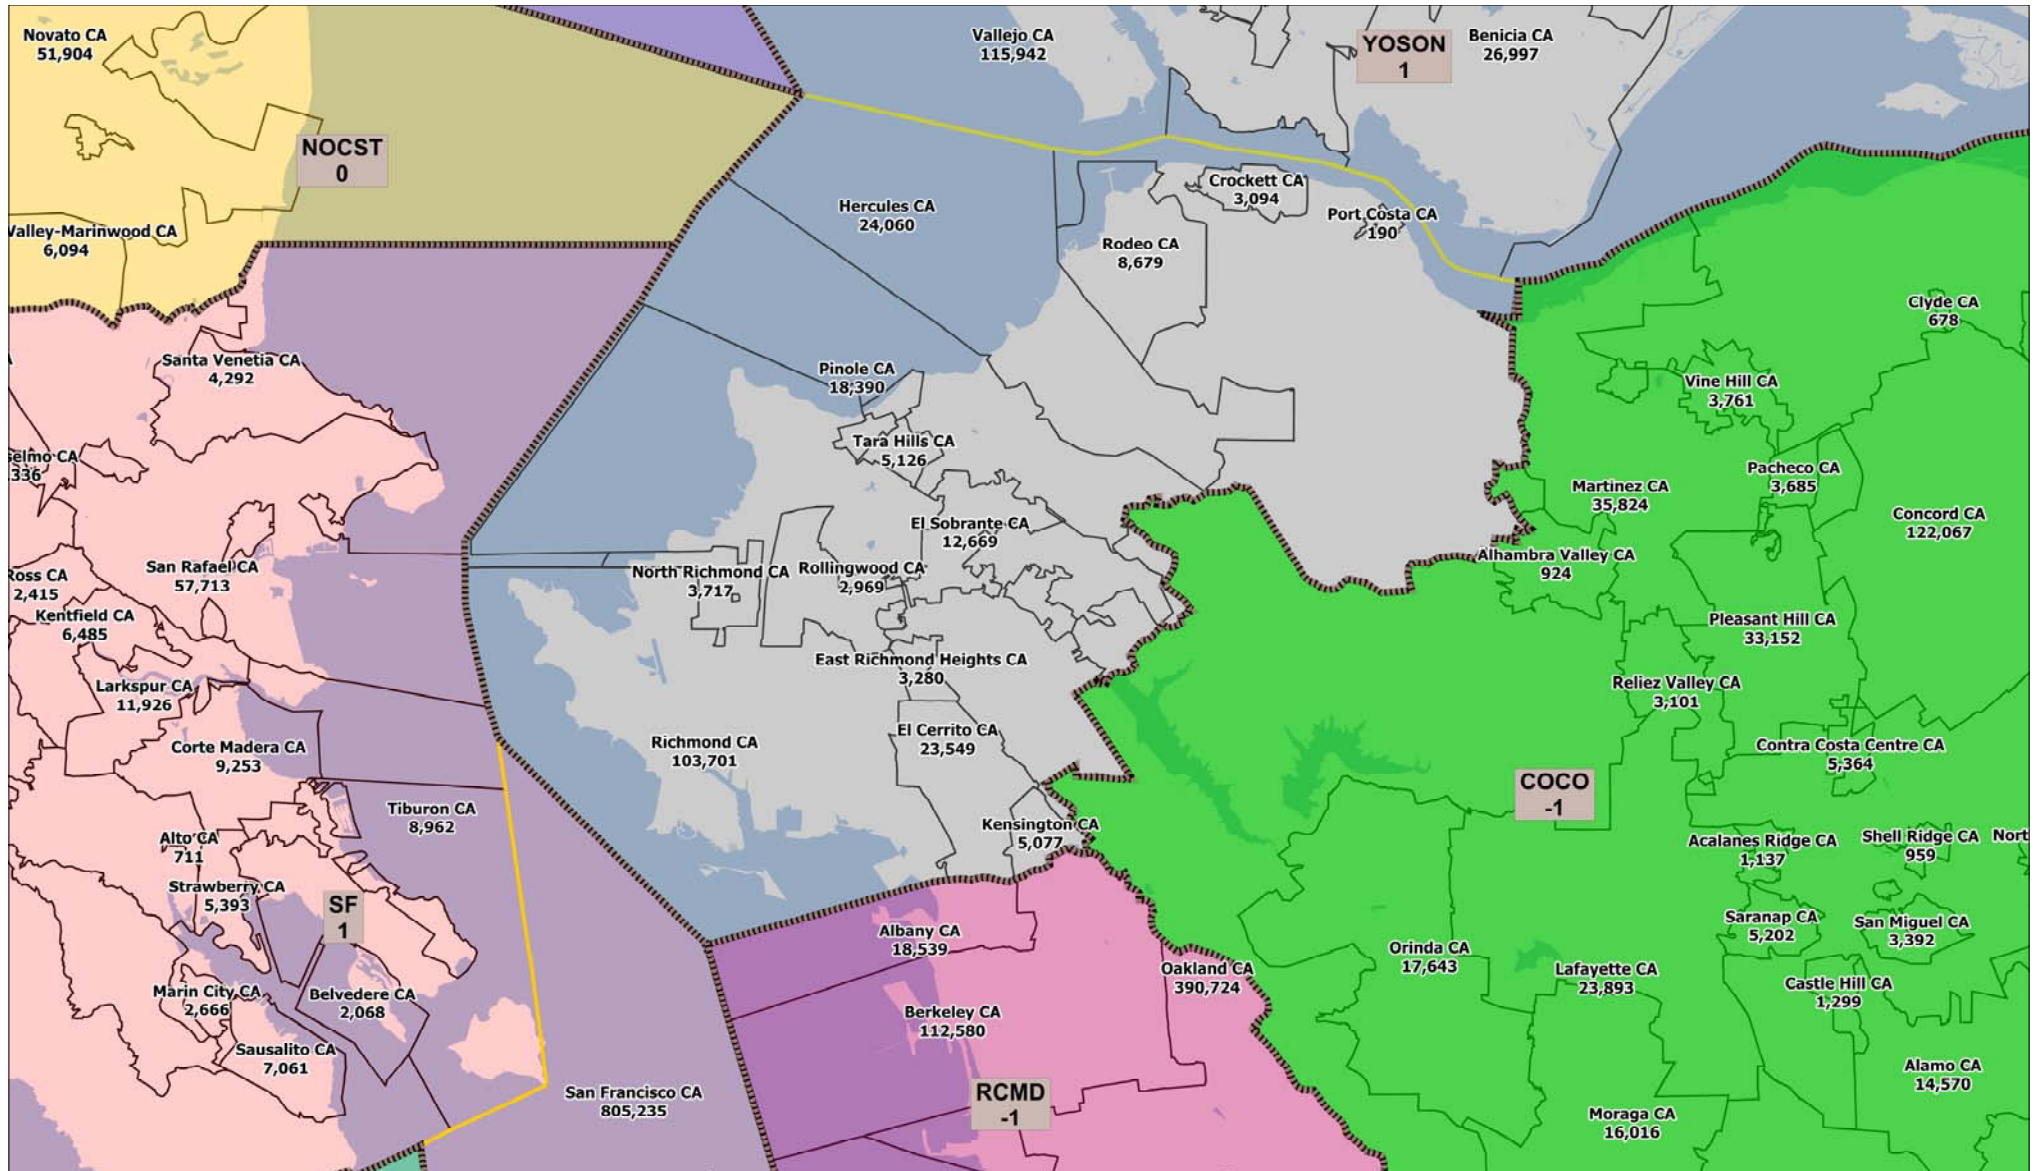 Novato CA
51,904
Vallejo CA
115,942
YOSON
1
Benicia CA
26,997
NOCST
0
Crockett CA
3,094
Hercules CA
24,060
Port Costa CA
190
Valley-Marinwood CA
6,094
Rodeo CA
8,679
Clyde CA
678
Santa Venetia CA
4,292
Pinole CA
18,390
Vine Hill CA
3,761
Tara Hills CA
5,126
selmo CA
336
Pacheco CA
3,685
Martinez CA
35,824
El Sobrante CA
12,669
Concord CA
122,067
Alhambra Valley CA
924
San Rafael CA
57,713
Ross CA
2,415
North Richmond CA
3,717
Rollingwood CA
2,969
Kentfield CA
6,485
Pleasant Hill CA
33,152
East Richmond Heights CA
3,280
Larkspur CA
11,926
Reliez Valley CA
3,101
Richmond CA
103,701
El Cerrito CA
23,549
Corte Madera CA
9,253
Contra Costa Centre CA
5,364
COCO
-1
Tiburon CA
8,962
Kensington CA
5,077
Alto CA
711
Acalanes Ridge CA
1,137
Shell Ridge CA
959
Nort
Strawberry CA
5,393
SF
1
Saranap CA
5,202
San Miguel CA
3,392
Albany CA
18,539
Orinda CA
17,643
Oakland CA
390,724
Lafayette CA
23,893
Castle Hill CA
1,299
Marin City CA
2,666
Belvedere CA
2,068
Berkeley CA
112,580
Sausalito CA
7,061
Alamo CA
14,570
San Francisco CA
805,235
RCMD
-1
Moraga CA
16,016